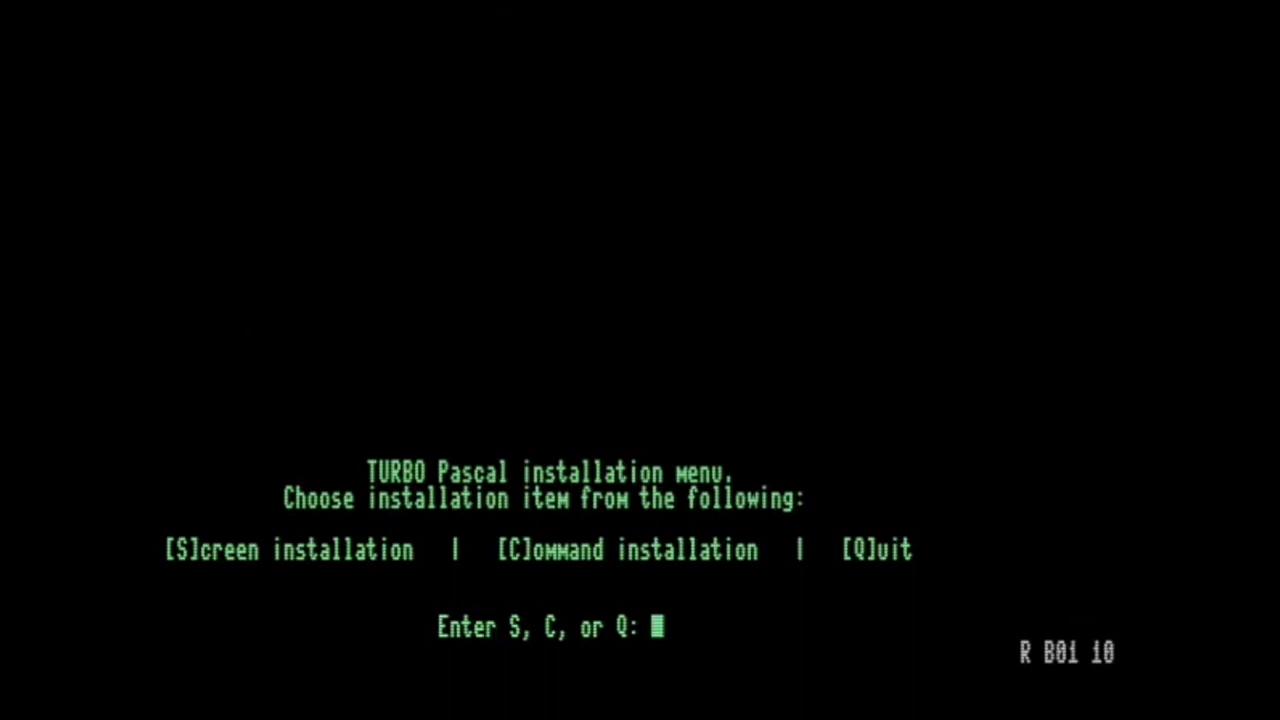 TURBO Pascal installation menu.
Choose installation item from the following:
[S]creen installation | [C]ommand installation | [Q]uit
Enter S, C, or Q:
R B01 10